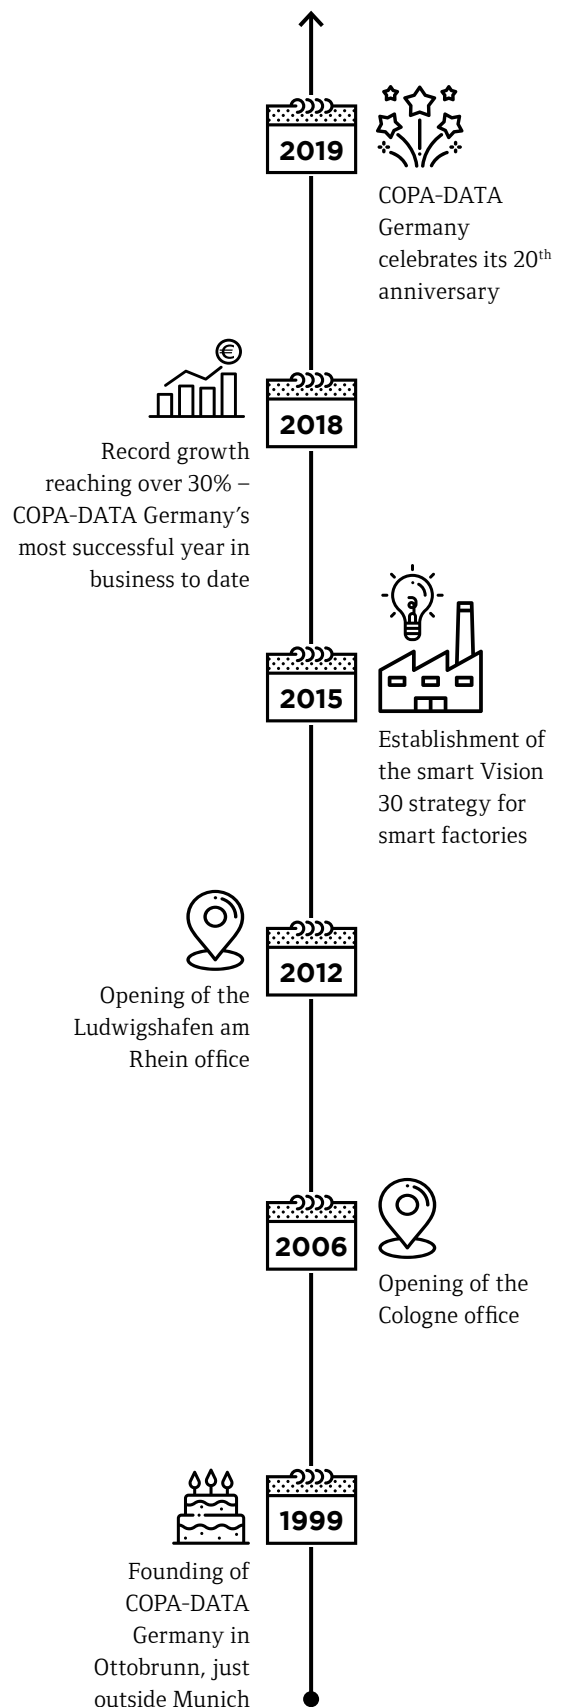 2019
COPA-DATA
Germany
celebrates its 20th
anniversary
€
2018
Record growth
reaching over 30% –
COPA-DATA Germany’s
most successful year in
business to date
2015
Establishment of
the smart Vision
30 strategy for
smart factories
2012
Opening of the
Ludwigshafen am
Rhein office
2006
Opening of the
Cologne office
1999
Founding of
COPA-DATA
Germany in
Ottobrunn, just
outside Munich